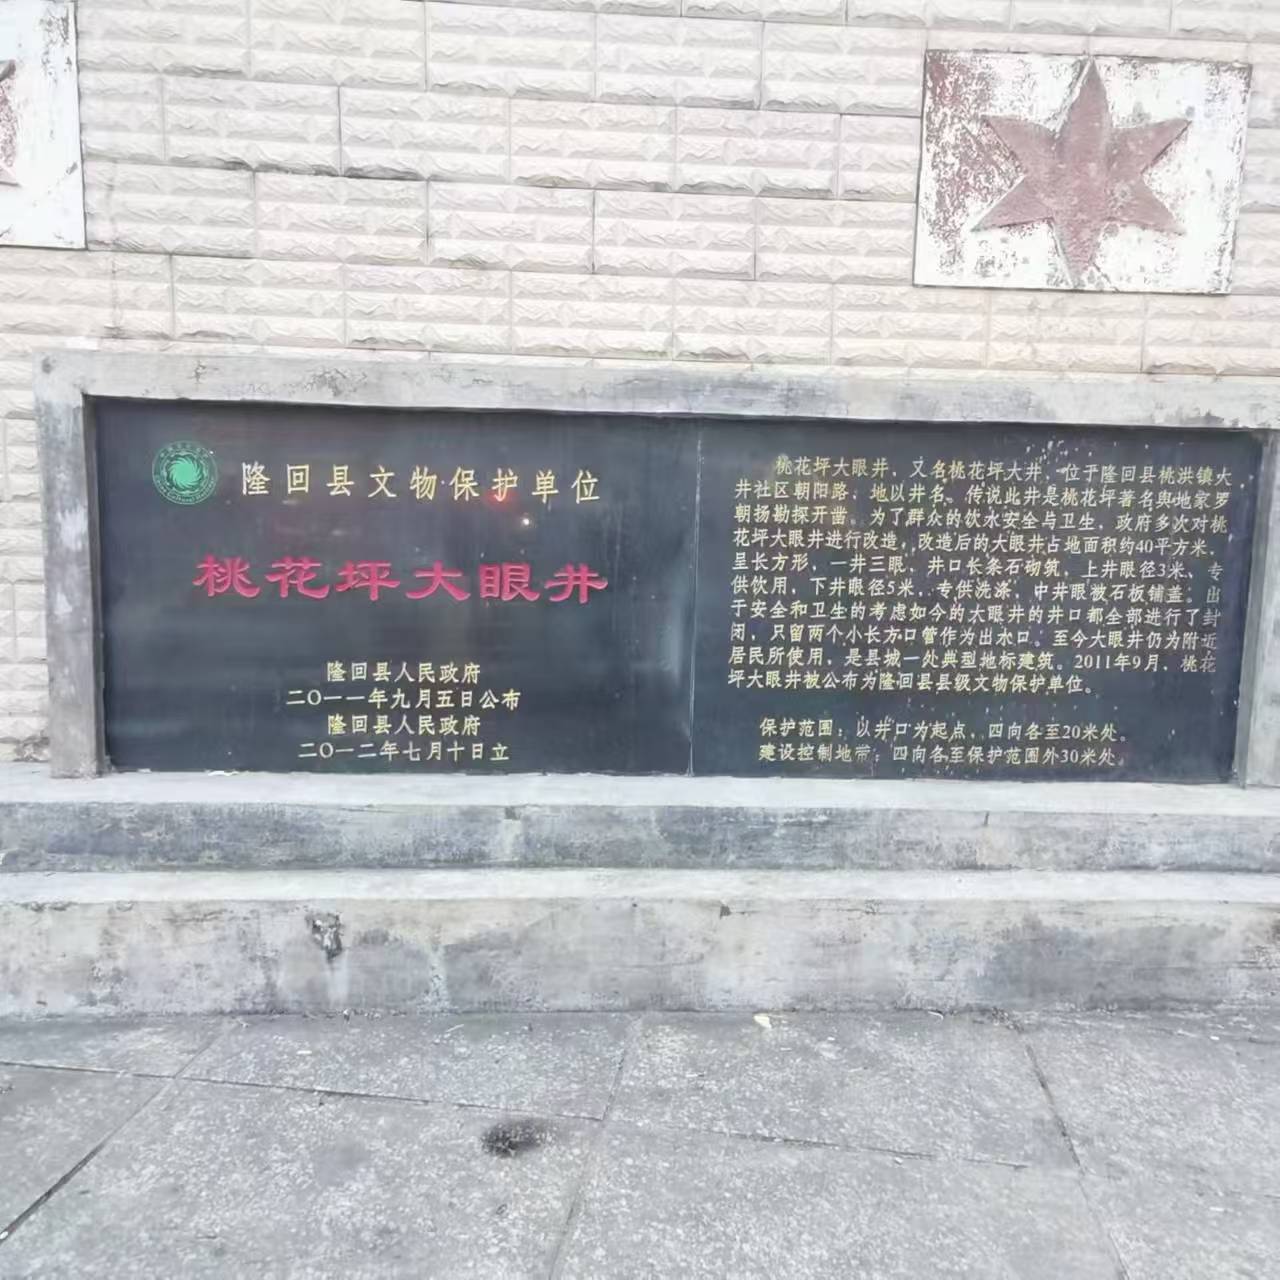 隆回县文物保护单位
桃花坪大眼井
隆回县人民政府
二〇一一年九月五日公布
隆回县人民政府
二〇一二年七月十日立
桃花坪大眼井，又名桃花坪大井，位于隆回县桃洪镇大
井社区朝阳路，地以井名。传说此井是桃花坪著名舆地家罗
朝扬勘探开凿。为了群众的饮水安全与卫生，政府多次对桃
花坪大眼井进行改造，改造后的大眼井占地面积约40平方米，
呈长方形，一井三眼，井口长条石砌筑，上井眼径3米，专
供饮用，下井眼径5米，专供洗涤，中井眼被石板铺盖。出
于安全和卫生的考虑如今的大眼井的井口都全部进行了封
闭，只留两个小长方口管作为出水口。至今大眼井仍为附近
居民所使用，是县城一处典型地标建筑。2011年9月，桃花
坪大眼井被公布为隆回县县级文物保护单位。
保护范围：以井口为起点，四向各至20米处。
建设控制地带：四向各至保护范围外30米处。